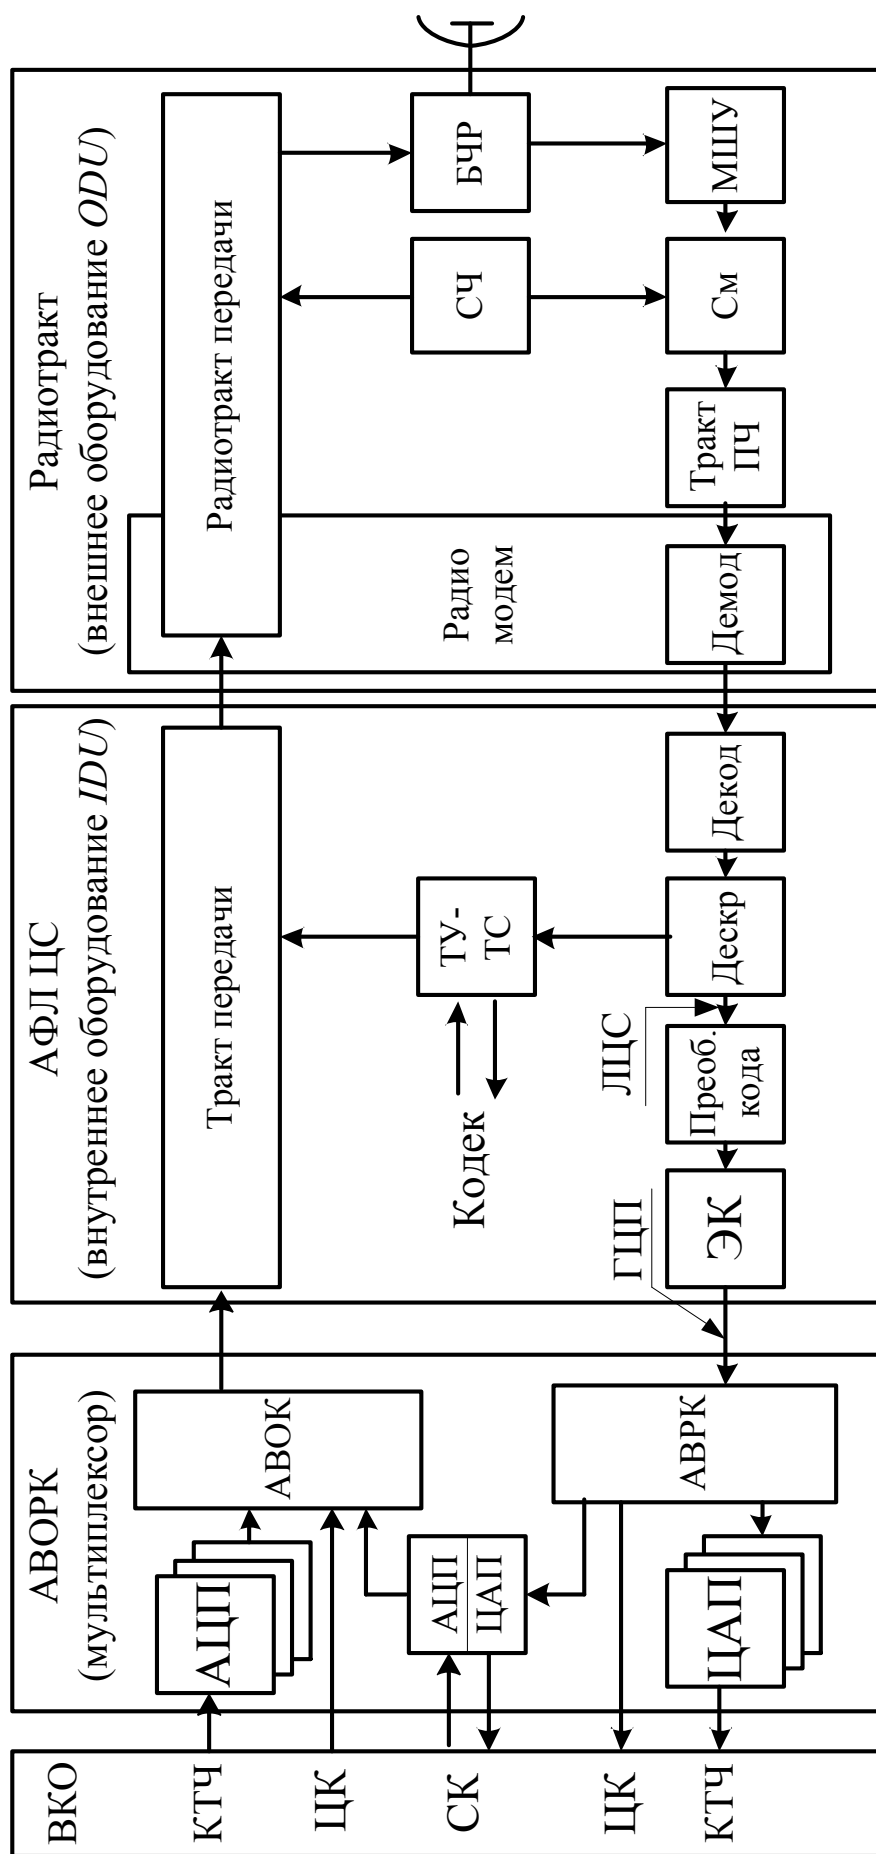 ВКО
КТЧ
ЦК
СК
ЦК
КТЧ
АВОРК
(мультиплексор)
АЦП
АЦП
ЦАП
ЦАП
АВОК
АВРК
АФЛ ЦС
(внутреннее оборудование IDU)
Тракт передачи
Кодек
ТУ-
ТС
ГЦП
ЛЦС
ЭК
Преоб.
кода
Дескр
Декод
Радиотракт
(внешнее оборудование ODU)
Радиотракт передачи
Радио
модем
Демод
Тракт
ПЧ
СЧ
См
БЧР
МШУ